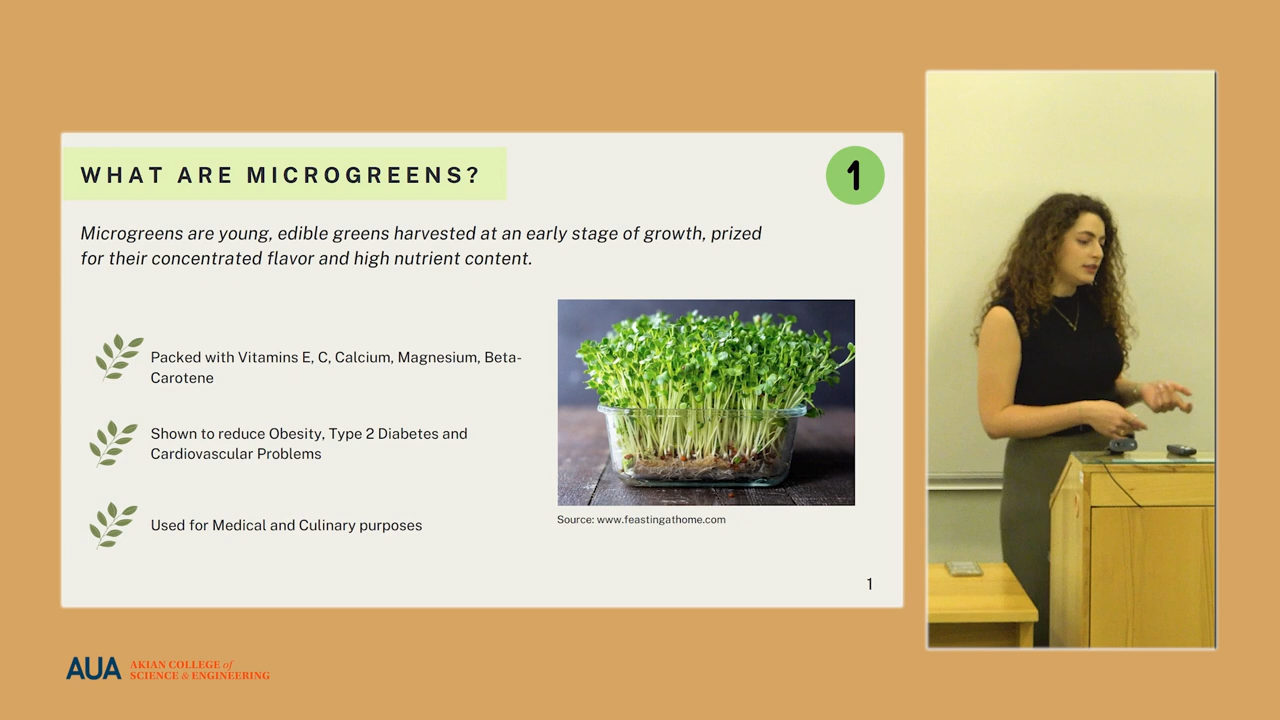 WHAT ARE MICROGREENS?
1
Microgreens are young, edible greens harvested at an early stage of growth, prized
for their concentrated flavor and high nutrient content.
Packed with Vitamins E, C, Calcium, Magnesium, Beta-
Carotene
Shown to reduce Obesity, Type 2 Diabetes and
Cardiovascular Problems
Used for Medical and Culinary purposes
Source: www.feastingathome.com
1
AUA AKIAN COLLEGE of
SCIENCE & ENGINEERING